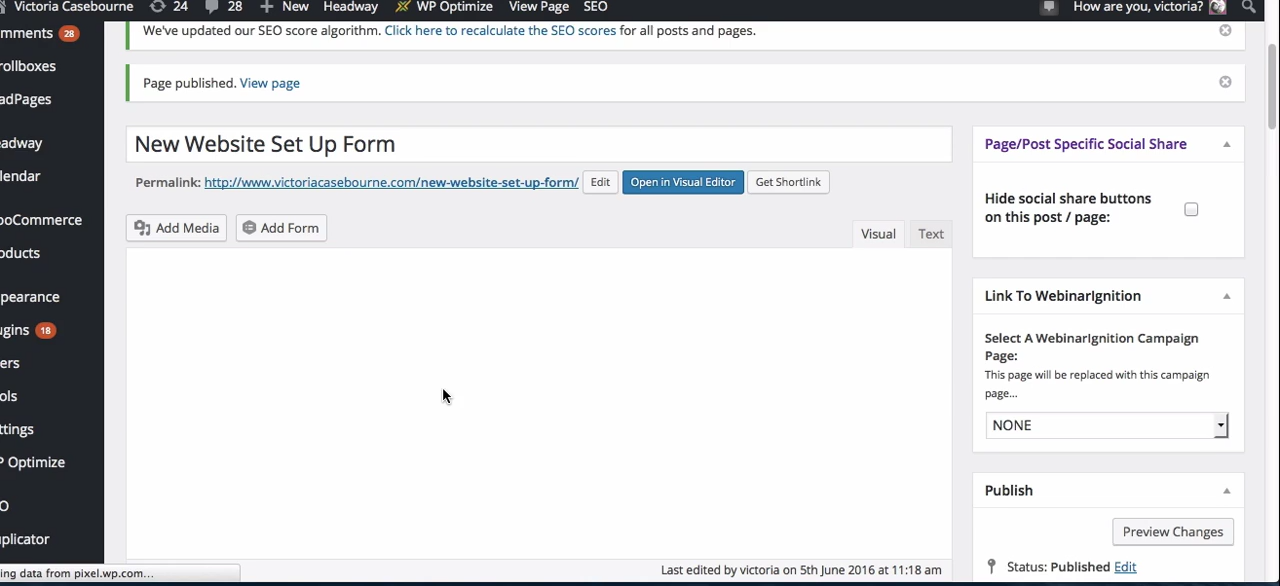 Victoria Casebourne 24 28 New Headway WP Optimize View Page SEO How are you, victoria?
mments 28
We've updated our SEO score algorithm. Click here to recalculate the SEO scores for all posts and pages.
rollboxes
adPages
Page published. View page
eadway
New Website Set Up Form
Page/Post Specific Social Share
lendar
Permalink: http://www.victoriacasebourne.com/new-website-set-up-form/ Edit Open in Visual Editor Get Shortlink
Hide social share buttons
on this post / page:
ooCommerce
Add Media Add Form Visual Text
oducts
pearance
Link To WebinarIgnition
ugins 18
Select A WebinarIgnition Campaign
Page:
ers
This page will be replaced with this campaign
page...
ols
ttings
NONE
P Optimize
Publish
O
Preview Changes
uplicator
ing data from pixel.wp.com...
Last edited by victoria on 5th June 2016 at 11:18 am
Status: Published Edit